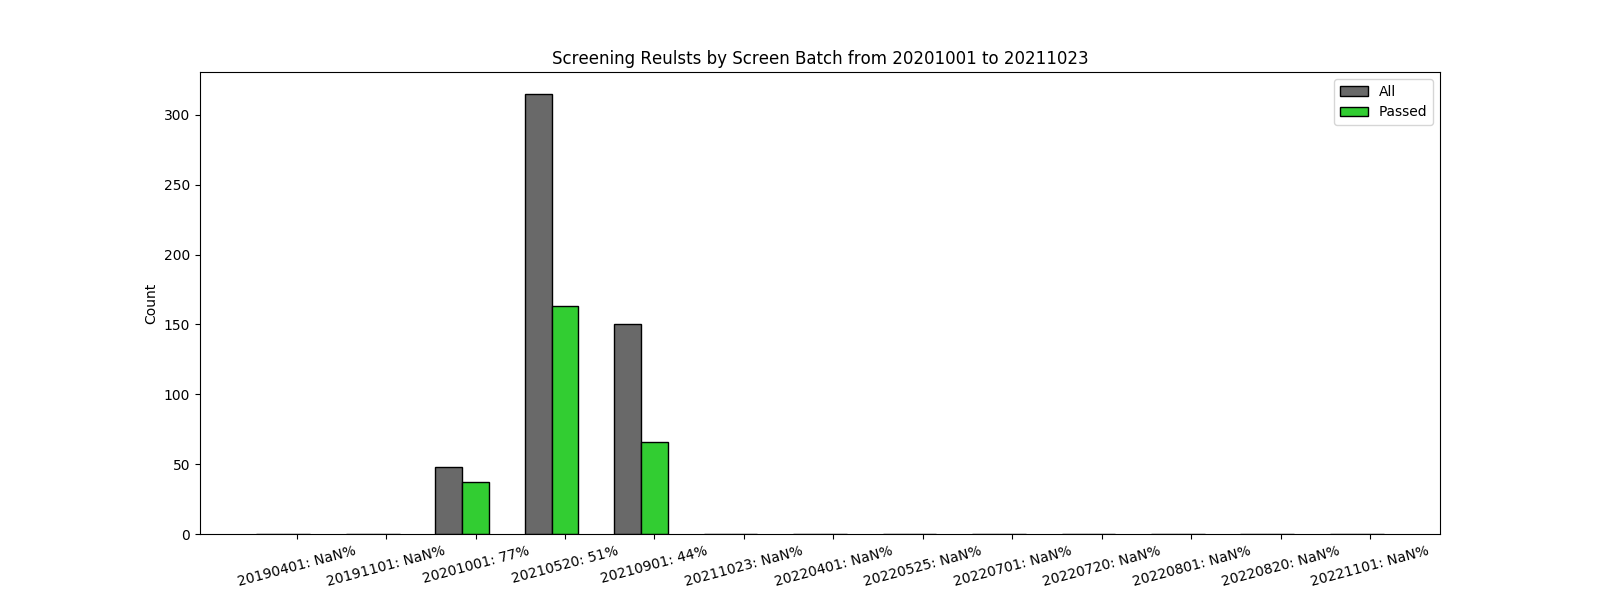 Screening Reulsts by Screen Batch from 20201001 to 20211023
All
Passed
Count
300
250
200
150
100
50
0
20190401: NaN%
20191101: NaN%
20201001: 77%
20210520: 51%
20210901: 44%
20211023: NaN%
20220401: NaN%
20220525: NaN%
20220701: NaN%
20220720: NaN%
20220801: NaN%
20220820: NaN%
20221101: NaN%